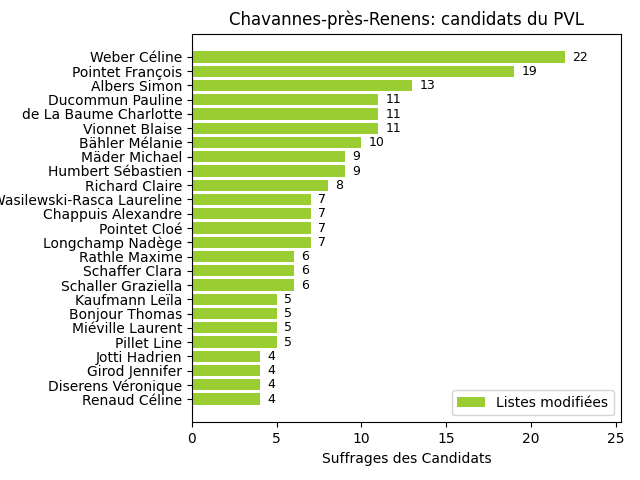 Chavannes-près-Renens: candidats du PVL
Weber Céline 22
Pointet François 19
Albers Simon 13
Ducommun Pauline 11
de La Baume Charlotte 11
Vionnet Blaise 11
Bähler Mélanie 10
Mäder Michael 9
Humbert Sébastien 9
Richard Claire 8
Wasilewski-Rasca Laureline 7
Chappuis Alexandre 7
Pointet Cloé 7
Longchamp Nadège 7
Rathle Maxime 6
Schaffer Clara 6
Schaller Graziella 6
Kaufmann Leïla 5
Bonjour Thomas 5
Miéville Laurent 5
Pillet Line 5
Jotti Hadrien 4
Girod Jennifer 4
Diserens Véronique 4
Renaud Céline 4
Listes modifiées
0 5 10 15 20 25
Suffrages des Candidats